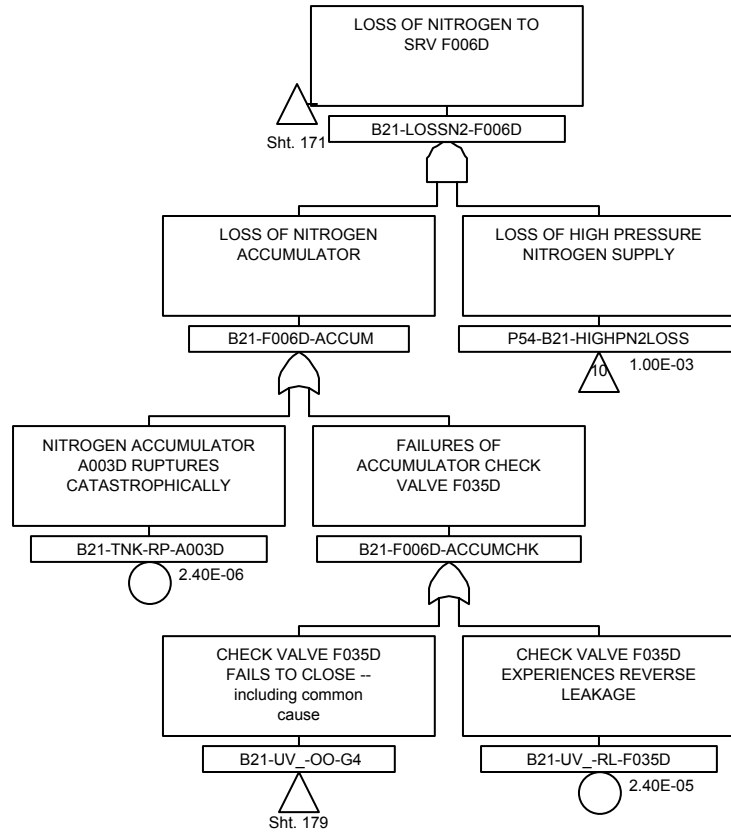 LOSS OF NITROGEN TO
SRV F006D
Sht. 171
B21-LOSSN2-F006D
LOSS OF NITROGEN
ACCUMULATOR
LOSS OF HIGH PRESSURE
NITROGEN SUPPLY
B21-F006D-ACCUM
P54-B21-HIGHPN2LOSS
10
1.00E-03
NITROGEN ACCUMULATOR
A003D RUPTURES
CATASTROPHICALLY
FAILURES OF
ACCUMULATOR CHECK
VALVE F035D
B21-TNK-RP-A003D
B21-F006D-ACCUMCHK
2.40E-06
CHECK VALVE F035D
FAILS TO CLOSE --
including common
cause
CHECK VALVE F035D
EXPERIENCES REVERSE
LEAKAGE
B21-UV_-OO-G4
B21-UV_-RL-F035D
Sht. 179
2.40E-05